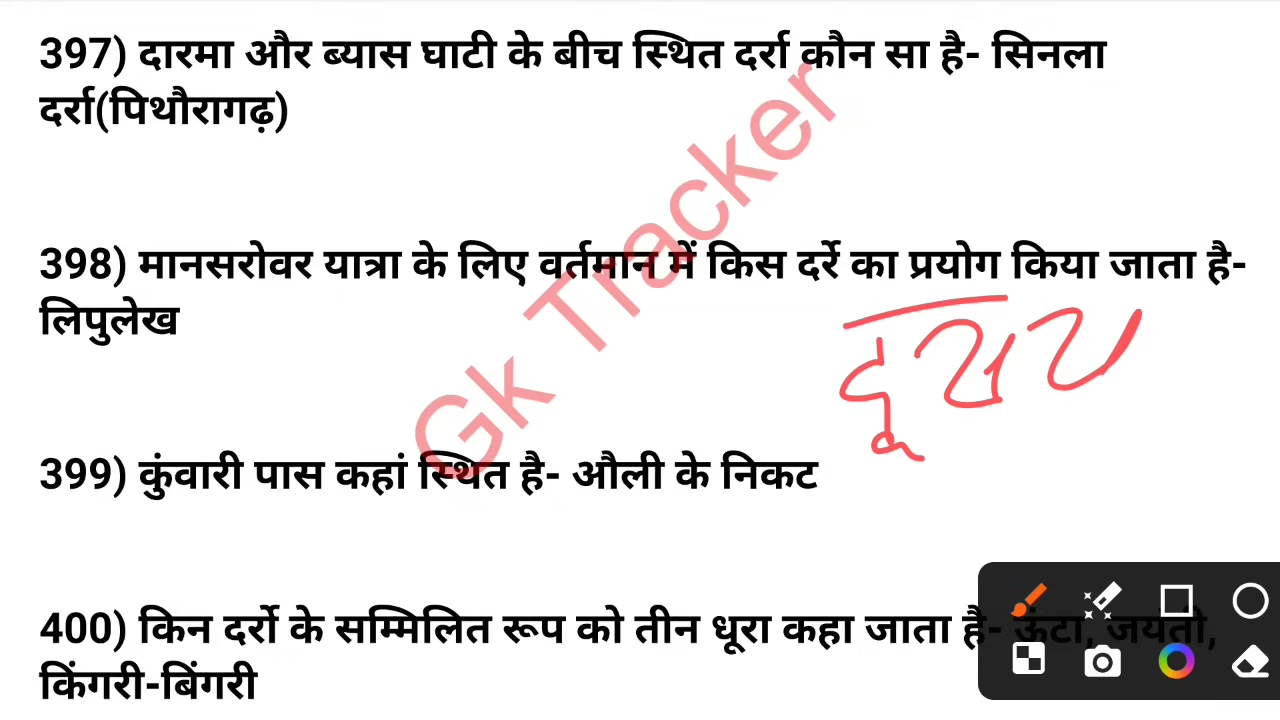 397) दारमा और ब्यास घाटी के बीच स्थित दर्रा कौन सा है- सिनला
दर्रा(पिथौरागढ़)
398) मानसरोवर यात्रा के लिए वर्तमान में किस दर्रे का प्रयोग किया जाता है-
लिपुलेख
399) कुंवारी पास कहां स्थित है- औली के निकट
400) किन दर्रो के सम्मिलित रूप को तीन धूरा कहा जाता है- ऊंटा, जयंती,
किंगरी-बिंगरी
Gk Tracker